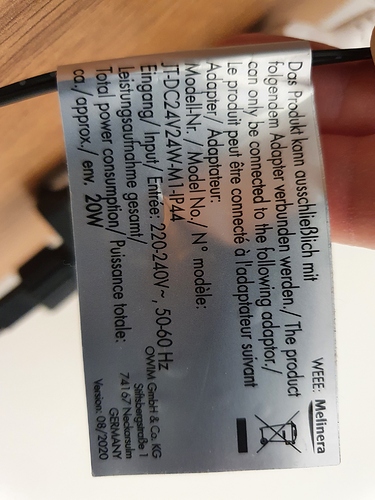 Das Produkt kann ausschließlich mit
folgendem Adapter verbunden werden./ The product
can only be connected to the following adaptor./
Le produit peut être connecté à l'adaptateur suivant
Adapter/ Adaptateur:
Modell-Nr./ Model No./ N° modèle:
JT-DC24V24W-M1-IP44
Eingang/ Input/ Entrée: 220-240V~, 50-60 Hz
Leistungsaufnahme gesamt/
Total power consumption/ Puissance totale:
ca./ approx./ env. 20W
WEEE: Melinera
OWIM GmbH & Co. KG
Stiftsbergstraße 1
74167 Neckarsulm
GERMANY
Version: 08/2020